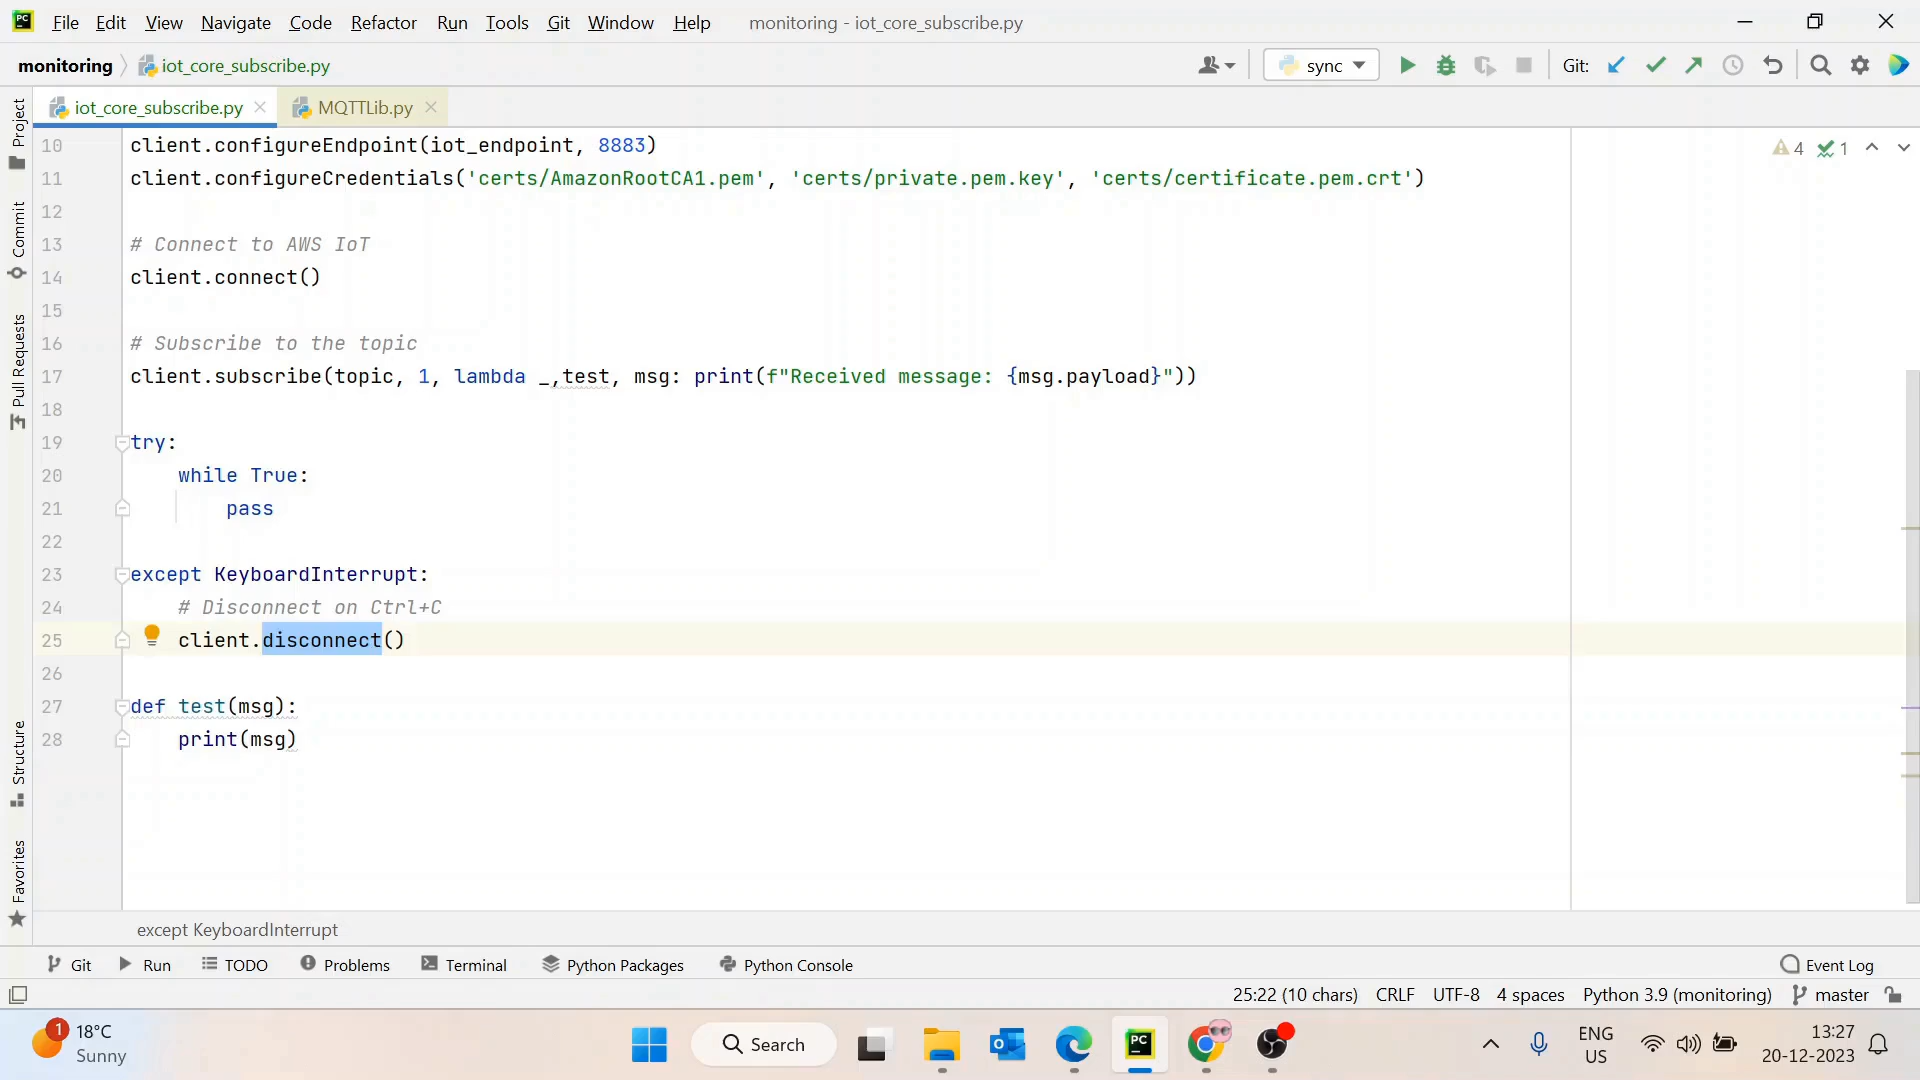 File Edit View Navigate Code Refactor Run Tools Git Window Help monitoring - iot_core_subscribe.py
monitoring iot_core_subscribe.py sync Git:
iot_core_subscribe.py MQTTLib.py
Project
Commit
Pull Requests
Structure
Favorites
4 1
10 client.configureEndpoint(iot_endpoint, 8883)
11 client.configureCredentials('certs/AmazonRootCA1.pem', 'certs/private.pem.key', 'certs/certificate.pem.crt')
12
13 # Connect to AWS IoT
14 client.connect()
15
16 # Subscribe to the topic
17 client.subscribe(topic, 1, lambda _,test, msg: print(f"Received message: {msg.payload}"))
18
19 try:
20 while True:
21 pass
22
23 except KeyboardInterrupt:
24 # Disconnect on Ctrl+C
25 client.disconnect()
26
27 def test(msg):
28 print(msg)
except KeyboardInterrupt
Git Run TODO Problems Terminal Python Packages Python Console Event Log
25:22 (10 chars) CRLF UTF-8 4 spaces Python 3.9 (monitoring) master
1 18°C
Sunny
Search
ENG
US
13:27
20-12-2023